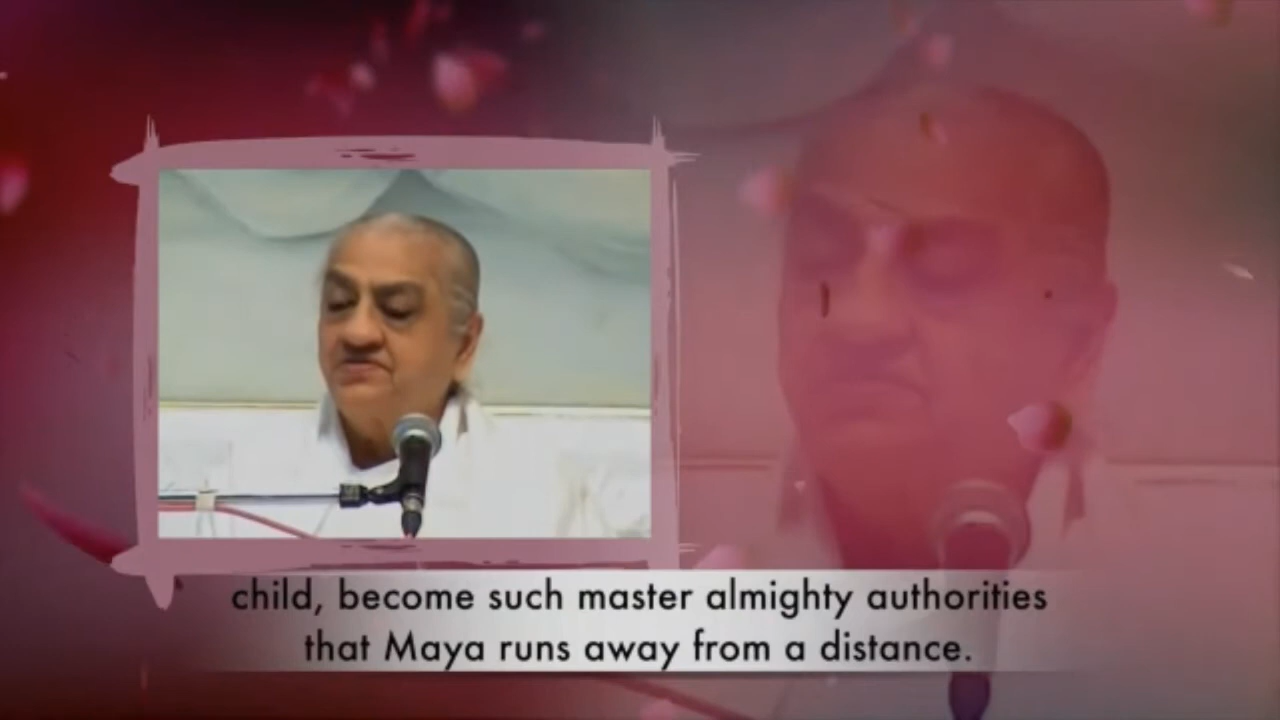 child, become such master almighty authorities
that Maya runs away from a distance.